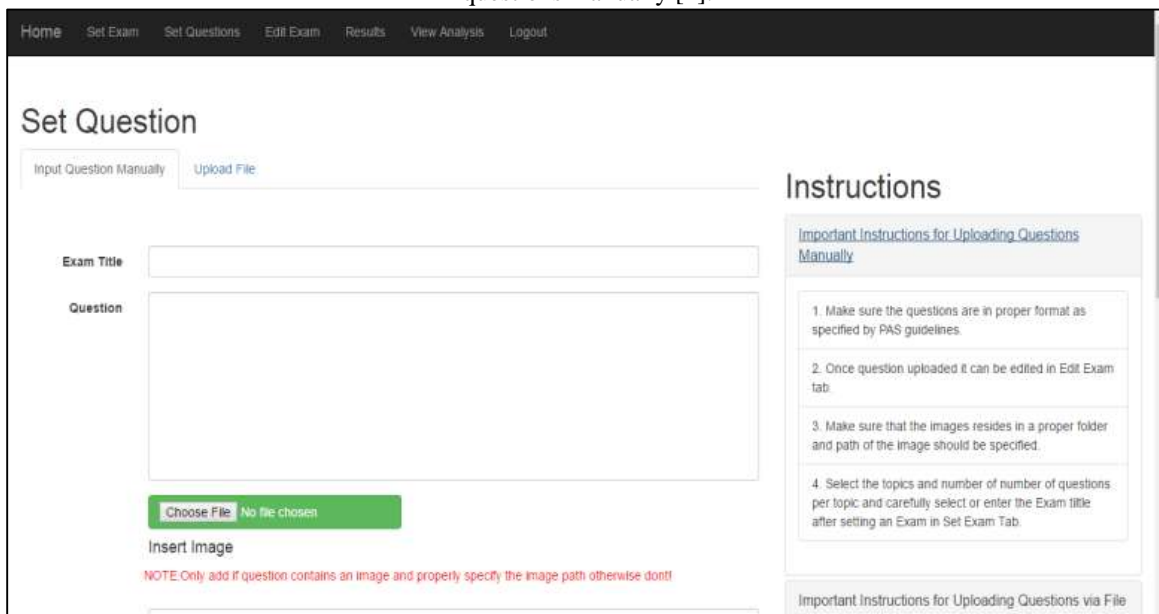 Home Set Exam Set Questions Edit Exam Results View Analysis Logout
Set Question
Input Question Manually Upload File
Exam Title
Question
Choose File No file chosen
Insert Image
NOTE:Only add if question contains an image and properly specify the image path otherwise dont!
Instructions
Important Instructions for Uploading Questions
Manually
1. Make sure the questions are in proper format as
specified by PAS guidelines.
2. Once question uploaded it can be edited in Edit Exam
tab.
3. Make sure that the images resides in a proper folder
and path of the image should be specified.
4. Select the topics and number of number of questions
per topic and carefully select or enter the Exam title
after setting an Exam in Set Exam Tab.
Important Instructions for Uploading Questions via File